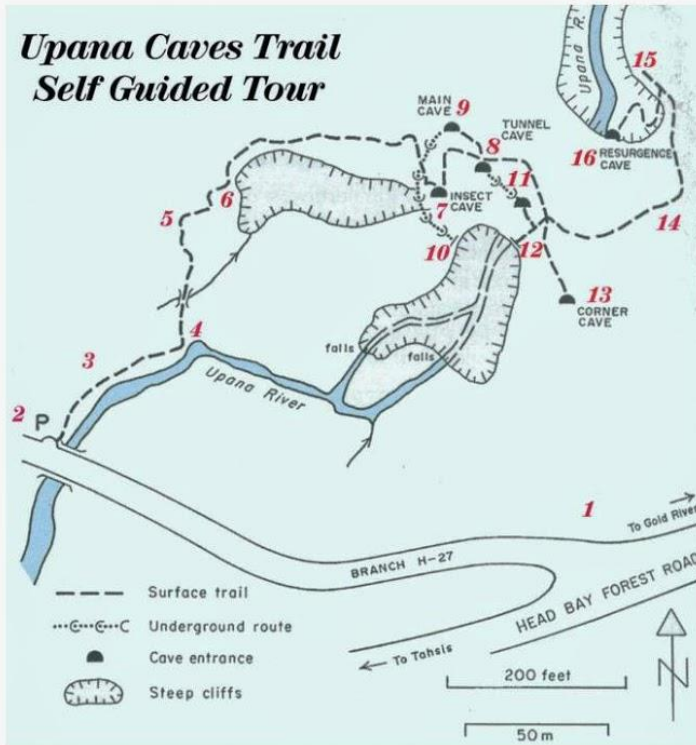 Upana Caves Trail
Self Guided Tour
15
Upana R.
MAIN
CAVE
9
TUNNEL
CAVE
8
16
RESURGENCE
CAVE
11
6
INSECT
CAVE
7
5
14
10
12
13
CORNER
CAVE
4
falls
falls
3
Upana River
2
P
1
To Gold River
BRANCH H-27
HEAD BAY FOREST ROAD
Surface trail
Underground route
Cave entrance
Steep cliffs
To Tahsis
200 feet
50 m
N